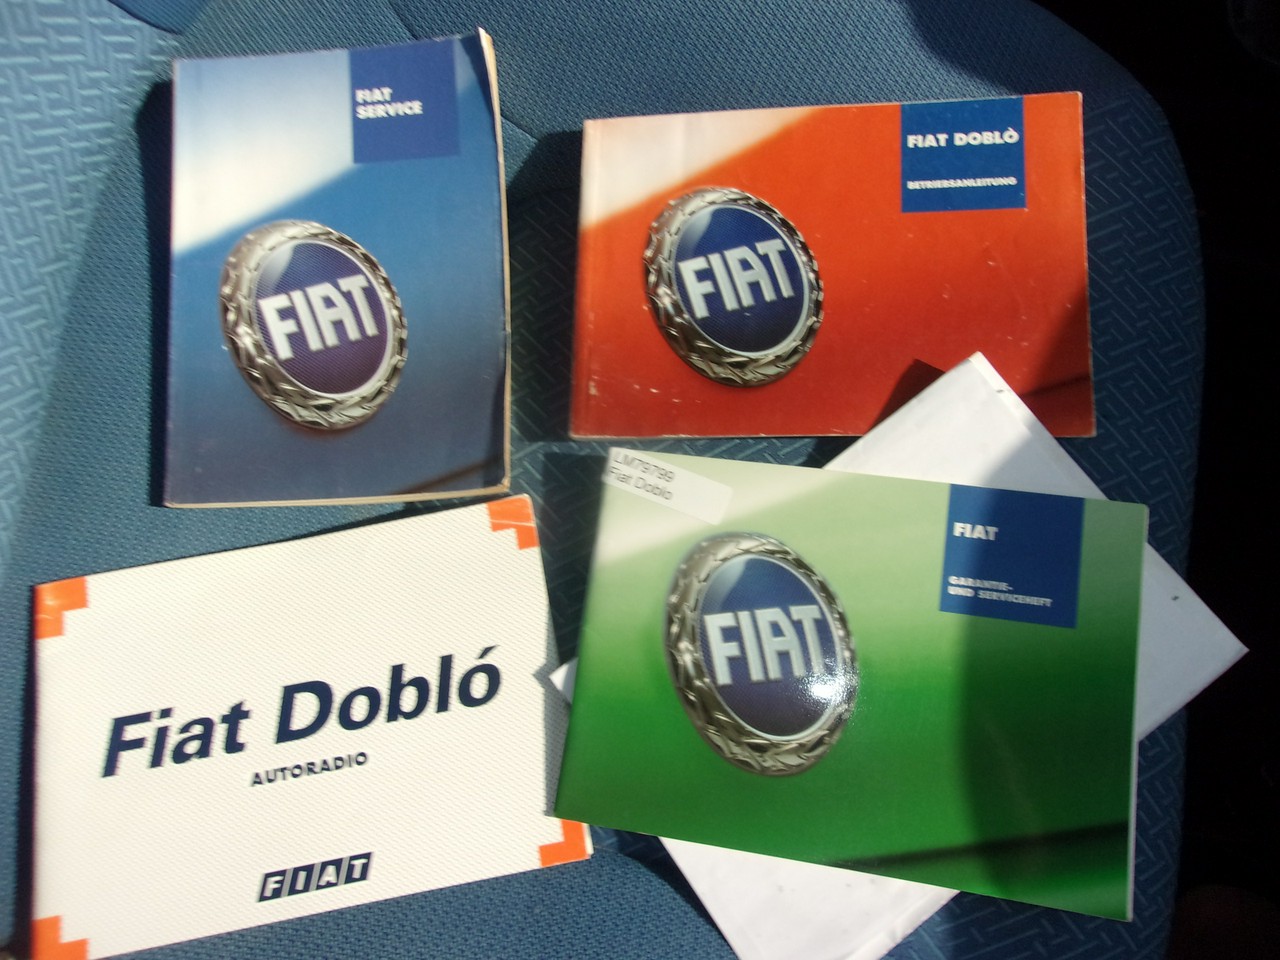 FIAT
SERVICE
FIAT
FIAT DOBLÒ
BETRIEBSANLEITUNG
FIAT
Fiat Dobló
AUTORADIO
FIAT
LM79799
Fiat Doblo
FIAT
GARANTIE-
UND SERVICEHEFT
FIAT